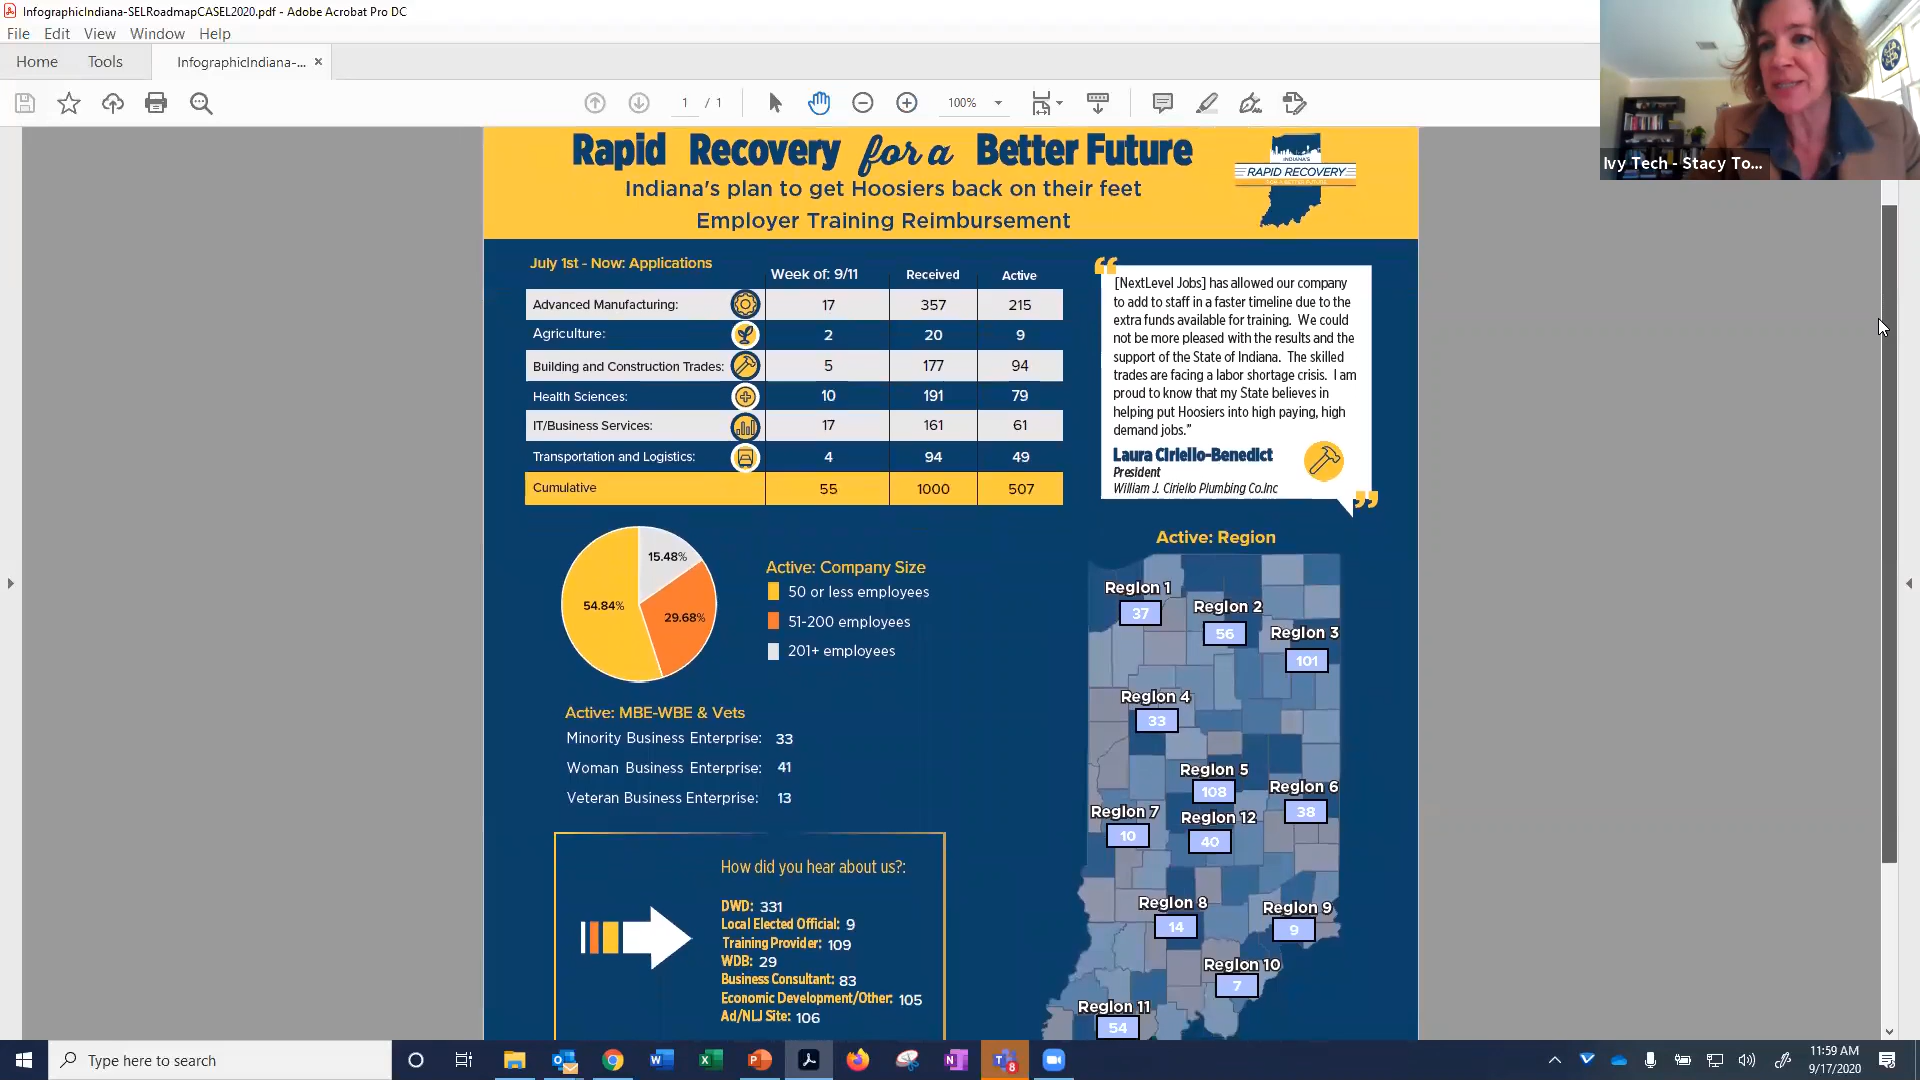 InfographicIndiana-SELRoadmapCASEL2020.pdf - Adobe Acrobat Pro DC
File Edit View Window Help
Home Tools InfographicIndiana-... ×
1 / 1 100%
Ivy Tech - Stacy To...
Rapid Recovery for a Better Future
Indiana's plan to get Hoosiers back on their feet
Employer Training Reimbursement
INDIANA'S
RAPID RECOVERY
FOR A BETTER FUTURE
July 1st - Now: Applications Week of: 9/11 Received Active
Advanced Manufacturing: 17 357 215
Agriculture: 2 20 9
Building and Construction Trades: 5 177 94
Health Sciences: 10 191 79
IT/Business Services: 17 161 61
Transportation and Logistics: 4 94 49
Cumulative 55 1000 507
“
[NextLevel Jobs] has allowed our company
to add to staff in a faster timeline due to the
extra funds available for training. We could
not be more pleased with the results and the
support of the State of Indiana. The skilled
trades are facing a labor shortage crisis. I am
proud to know that my State believes in
helping put Hoosiers into high paying, high
demand jobs.”
Laura Ciriello-Benedict
President
William J. Ciriello Plumbing Co.Inc
”
15.48%
54.84%
29.68%
Active: Company Size
50 or less employees
51-200 employees
201+ employees
Active: MBE-WBE & Vets
Minority Business Enterprise: 33
Woman Business Enterprise: 41
Veteran Business Enterprise: 13
How did you hear about us?:
DWD: 331
Local Elected Official: 9
Training Provider: 109
WDB: 29
Business Consultant: 83
Economic Development/Other: 105
Ad/NLJ Site: 106
Active: Region
Region 1
37
Region 2
56
Region 3
101
Region 4
33
Region 5
108
Region 6
38
Region 7
10
Region 12
40
Region 8
14
Region 9
9
Region 10
7
Region 11
54
Type here to search
8
11:59 AM
9/17/2020